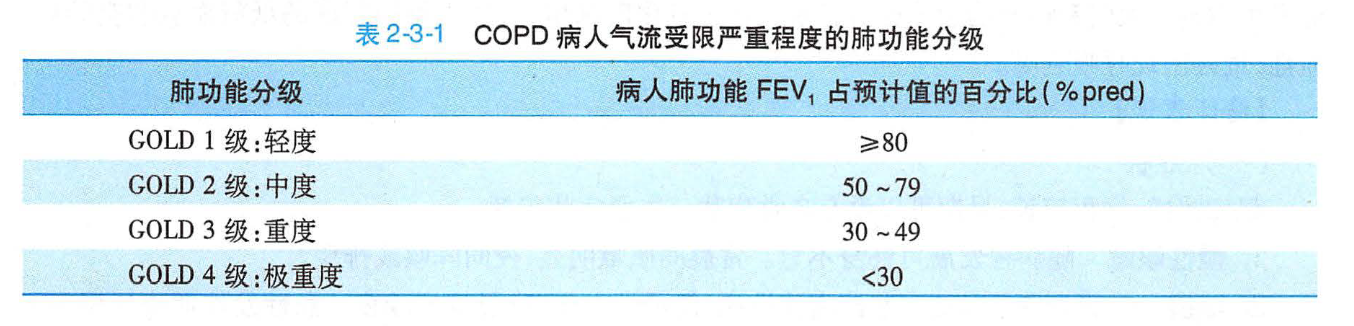 表 2-3-1 COPD 病人气流受限严重程度的肺功能分级
肺功能分级 病人肺功能 FEV₁ 占预计值的百分比(%pred)
GOLD 1 级:轻度 ≥80
GOLD 2 级:中度 50 ~ 79
GOLD 3 级:重度 30 ~ 49
GOLD 4 级:极重度 <30